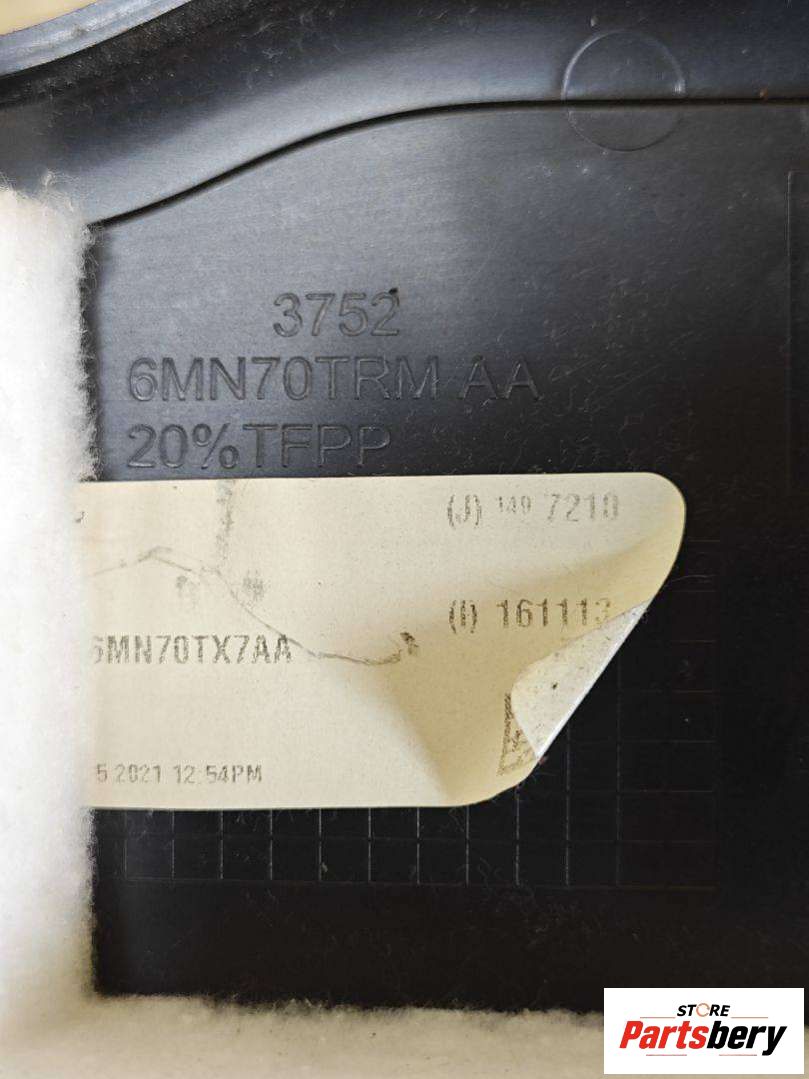 3752
6MN70TRM AA
20%TFPP
(J) 149 7210
(I) 161113
6MN70TX7AA
5 2021 12:54PM
STORE
Partsbery